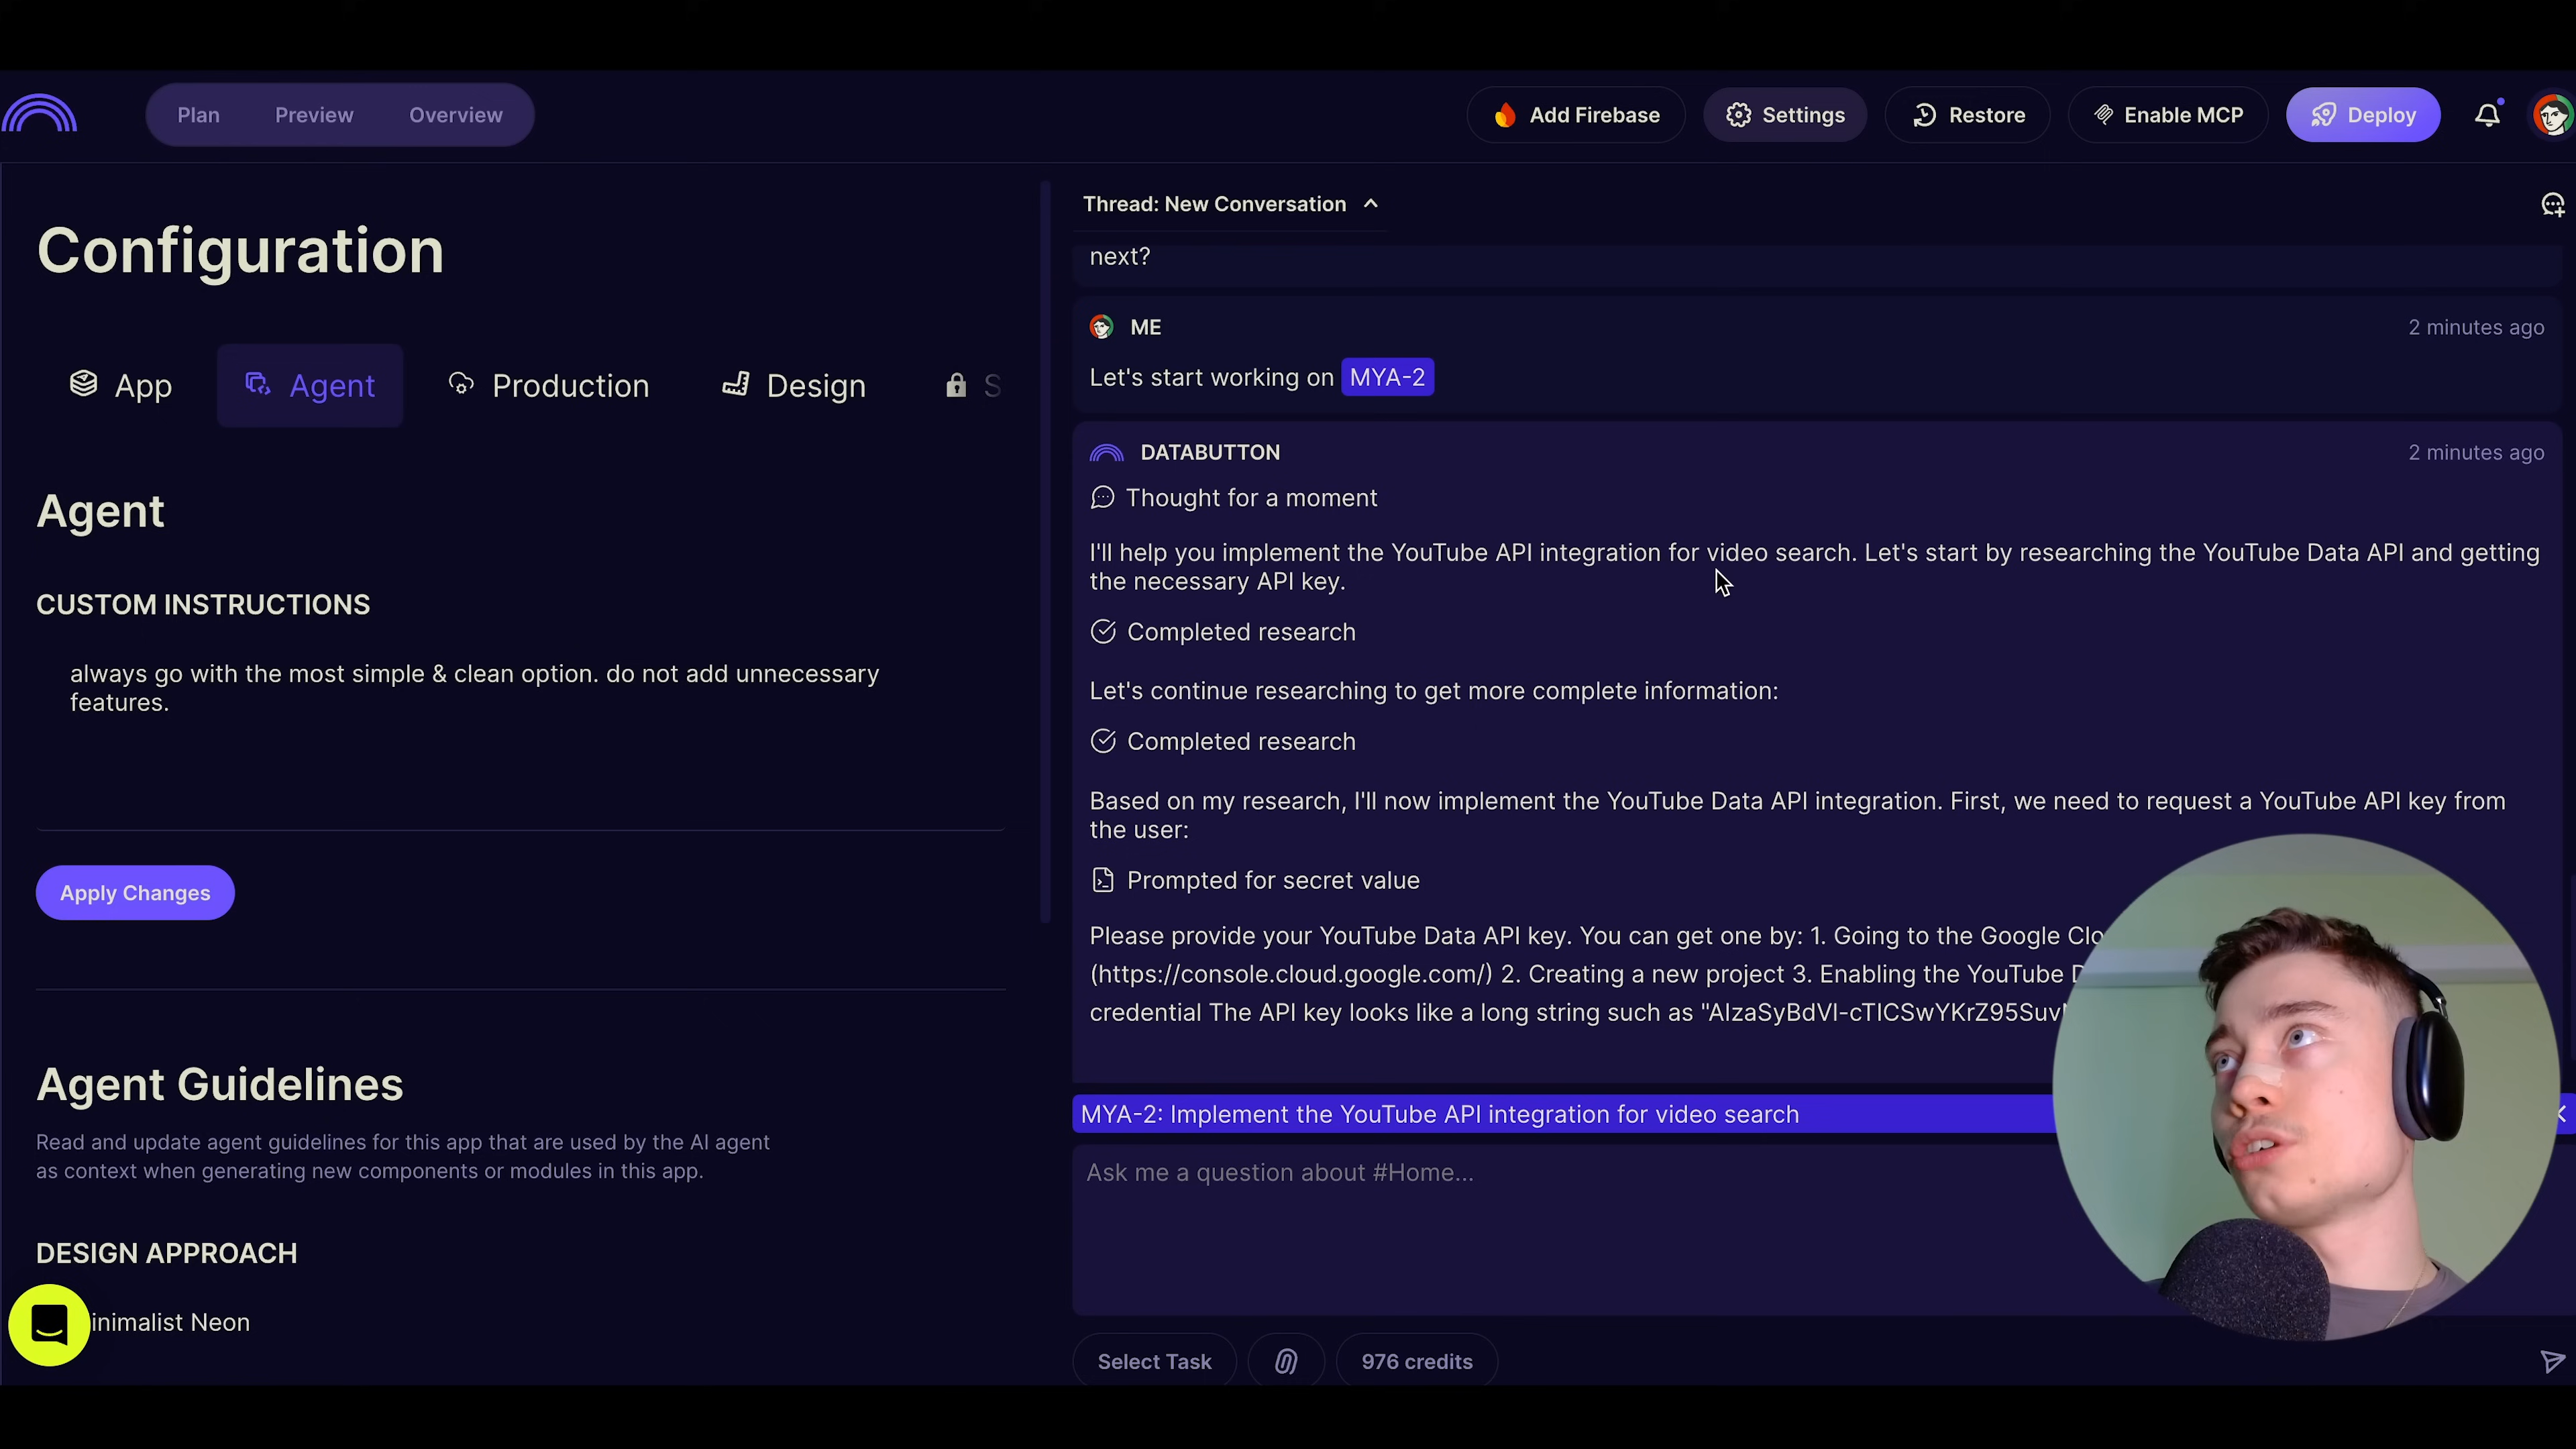 Plan Preview Overview Add Firebase Settings Restore Enable MCP Deploy
Configuration
App Agent Production Design S
Agent
CUSTOM INSTRUCTIONS
always go with the most simple & clean option. do not add unnecessary
features.
Apply Changes
Agent Guidelines
Read and update agent guidelines for this app that are used by the AI agent
as context when generating new components or modules in this app.
DESIGN APPROACH
inimalist Neon
Thread: New Conversation
next?
ME 2 minutes ago
Let's start working on MYA-2
DATABUTTON 2 minutes ago
Thought for a moment
I'll help you implement the YouTube API integration for video search. Let's start by researching the YouTube Data API and getting
the necessary API key.
Completed research
Let's continue researching to get more complete information:
Completed research
Based on my research, I'll now implement the YouTube Data API integration. First, we need to request a YouTube API key from
the user:
Prompted for secret value
Please provide your YouTube Data API key. You can get one by: 1. Going to the Google Clo
(https://console.cloud.google.com/) 2. Creating a new project 3. Enabling the YouTube D
credential The API key looks like a long string such as
MYA-2: Implement the YouTube API integration for video search
Ask me a question about #Home...
Select Task 976 credits